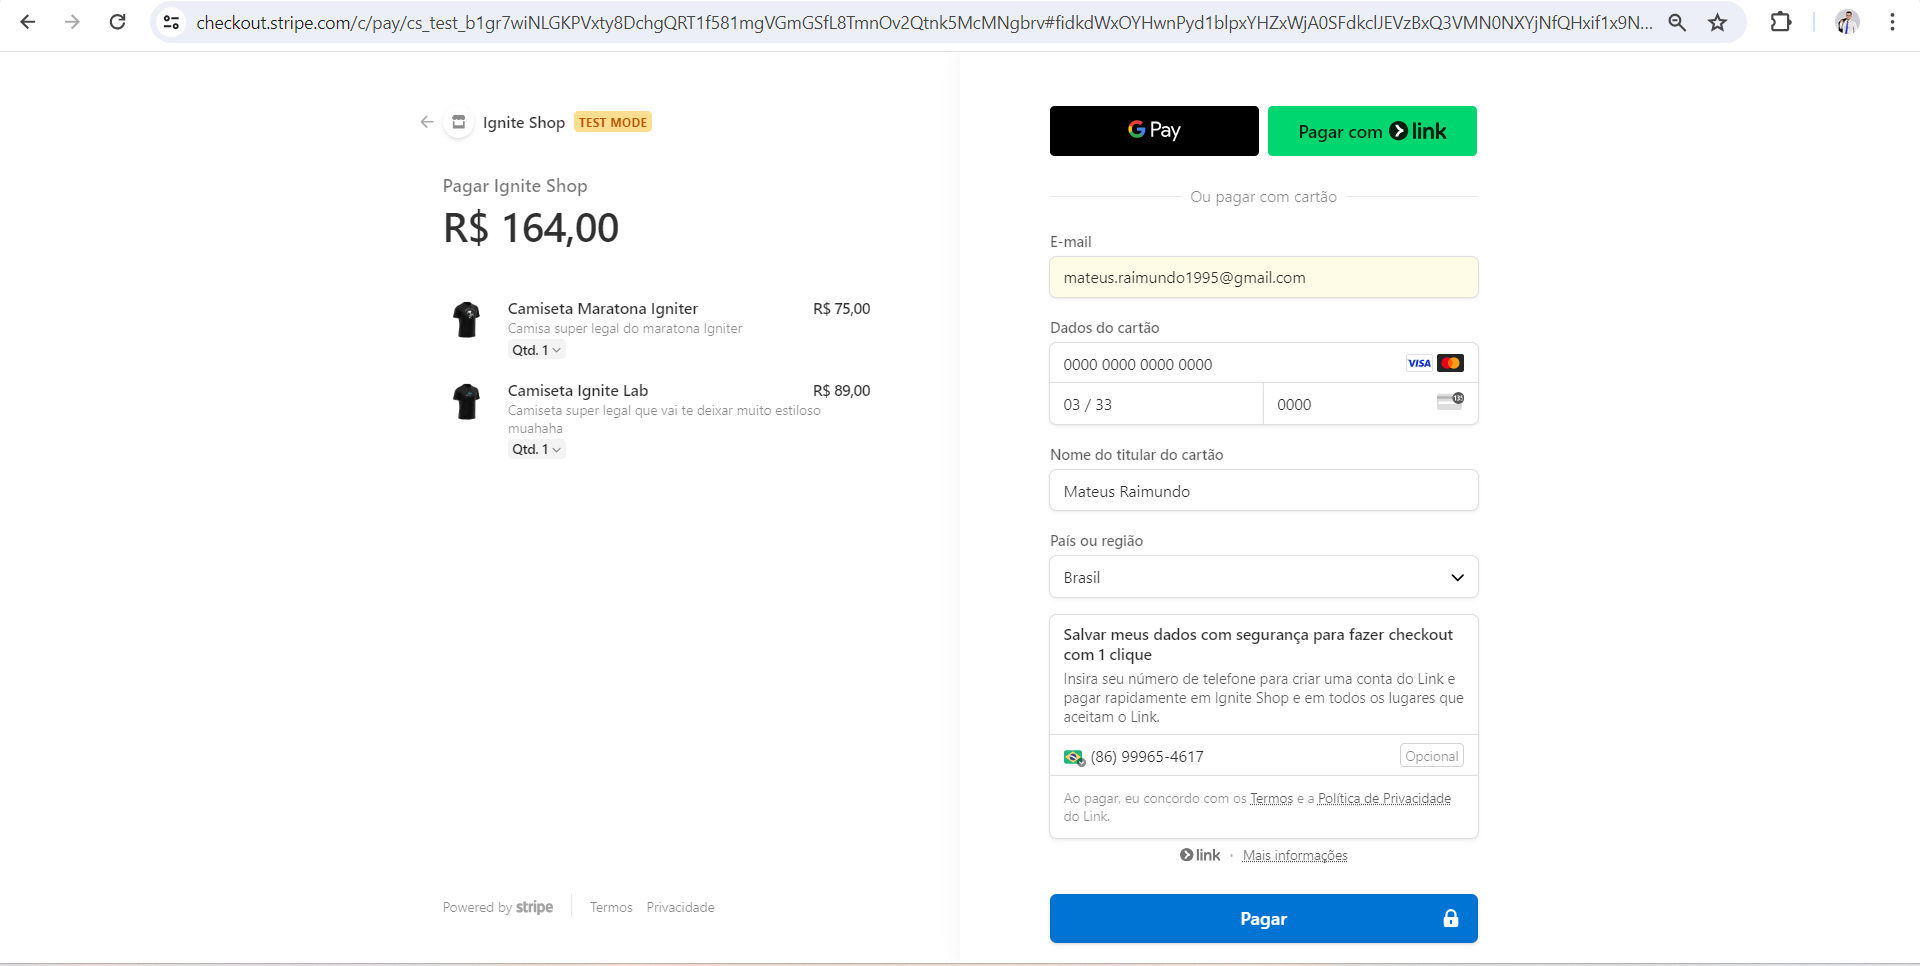 checkout.stripe.com/c/pay/cs_test_b1gr7wiNLGKPVxty8DchgQRT1f581mgVGmGSfL8TmnOv2Qtnk5McMNgbrv#fidkdWxOYHwnPyd1blpxYHZxWjA0SFdkclJEVzBxQ3VMN0NXYjNfQHxif1x9N...
Ignite Shop TEST MODE
Pagar Ignite Shop
R$ 164,00
Camiseta Maratona Igniter R$ 75,00
Camisa super legal do maratona Igniter
Qtd. 1
Camiseta Ignite Lab R$ 89,00
Camiseta super legal que vai te deixar muito estiloso
muahaha
Qtd. 1
Powered by stripe Termos Privacidade
G Pay
Pagar com link
Ou pagar com cartão
E-mail
mateus.raimundo1995@gmail.com
Dados do cartão
0000 0000 0000 0000 VISA
03 / 33 0000 135
Nome do titular do cartão
Mateus Raimundo
País ou região
Brasil
Salvar meus dados com segurança para fazer checkout
com 1 clique
Insira seu número de telefone para criar uma conta do Link e
pagar rapidamente em Ignite Shop e em todos os lugares que
aceitam o Link.
(86) 99965-4617 Opcional
Ao pagar, eu concordo com os Termos e a Política de Privacidade
do Link.
link · Mais informações
Pagar